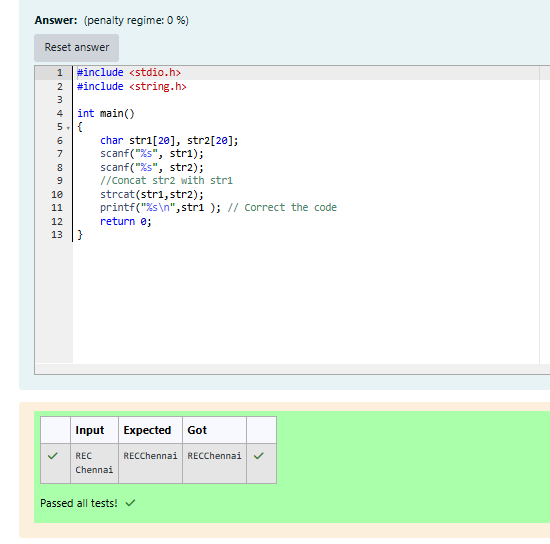 Answer: (penalty regime: 0 %)
Reset answer
1 #include <stdio.h>
2 #include <string.h>
3
4 int main()
5 {
6     char str1[20], str2[20];
7     scanf("%s", str1);
8     scanf("%s", str2);
9     //Concat str2 with str1
10     strcat(str1,str2);
11     printf("%s\n",str1 ); // Correct the code
12     return 0;
13 }
Input Expected Got
REC RECChennai RECChennai
Chennai
Passed all tests!